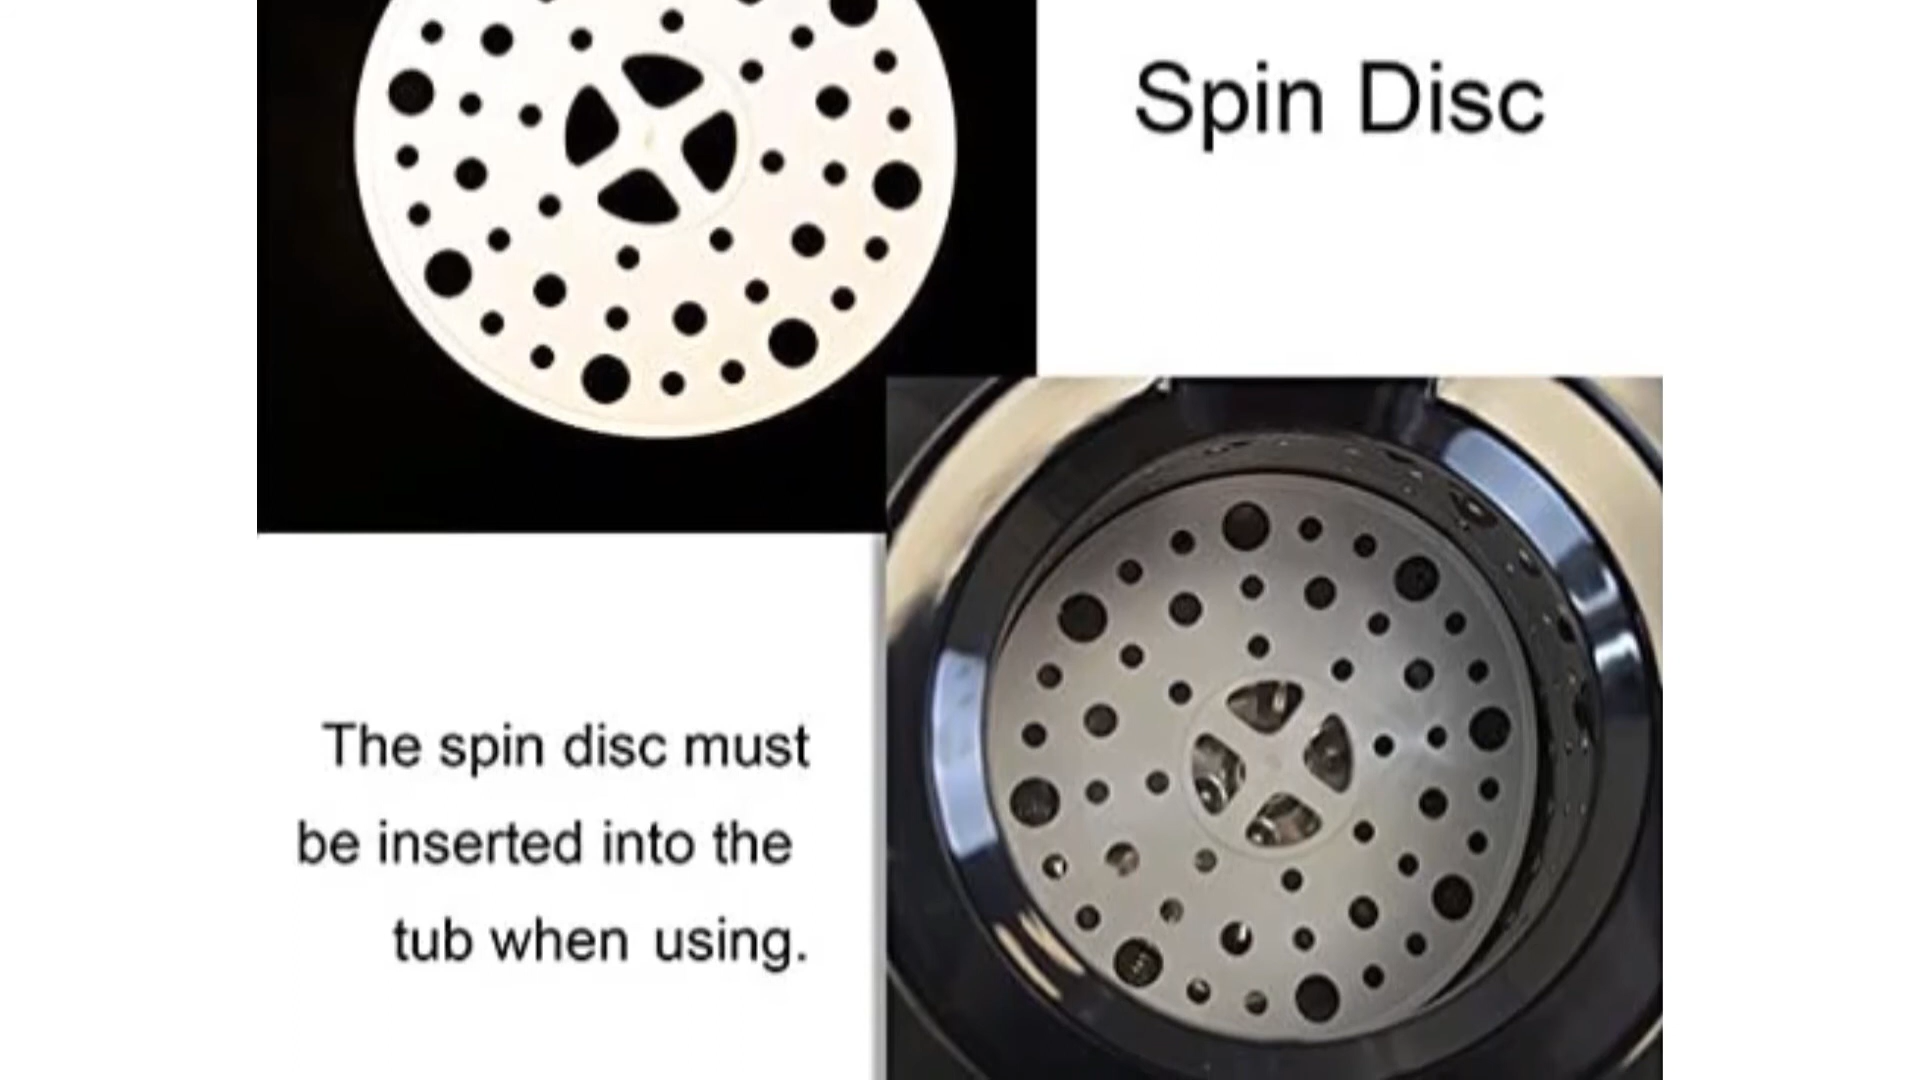 Spin Disc
The spin disc must
be inserted into the
tub when using.